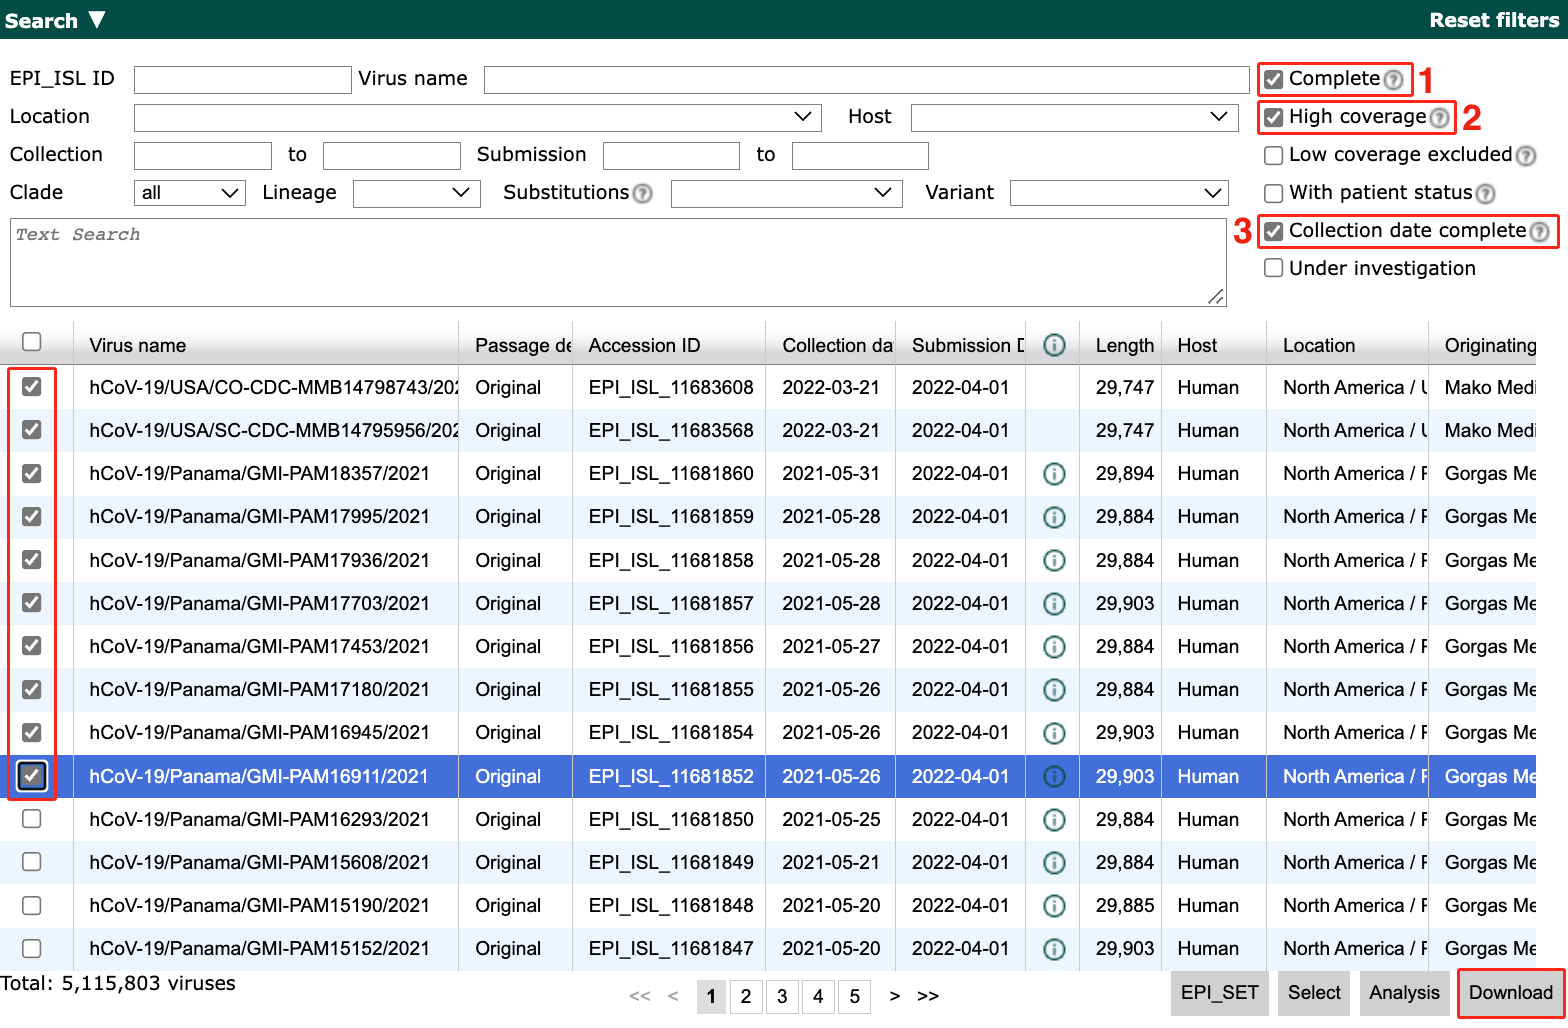 Search ▼ Reset filters
EPI_ISL ID Virus name Complete ? 1
Location Host High coverage ? 2
Collection to Submission to Low coverage excluded ?
Clade all Lineage Substitutions ? Variant With patient status ?
Text Search 3 Collection date complete ?
Under investigation
Virus name Passage de Accession ID Collection da Submission D i Length Host Location Originating
hCoV-19/USA/CO-CDC-MMB14798743/202 Original EPI_ISL_11683608 2022-03-21 2022-04-01 29,747 Human North America / U Mako Medi
hCoV-19/USA/SC-CDC-MMB14795956/202 Original EPI_ISL_11683568 2022-03-21 2022-04-01 29,747 Human North America / U Mako Medi
hCoV-19/Panama/GMI-PAM18357/2021 Original EPI_ISL_11681860 2021-05-31 2022-04-01 i 29,894 Human North America / P Gorgas Me
hCoV-19/Panama/GMI-PAM17995/2021 Original EPI_ISL_11681859 2021-05-28 2022-04-01 i 29,884 Human North America / P Gorgas Me
hCoV-19/Panama/GMI-PAM17936/2021 Original EPI_ISL_11681858 2021-05-28 2022-04-01 i 29,884 Human North America / P Gorgas Me
hCoV-19/Panama/GMI-PAM17703/2021 Original EPI_ISL_11681857 2021-05-28 2022-04-01 i 29,903 Human North America / P Gorgas Me
hCoV-19/Panama/GMI-PAM17453/2021 Original EPI_ISL_11681856 2021-05-27 2022-04-01 i 29,884 Human North America / P Gorgas Me
hCoV-19/Panama/GMI-PAM17180/2021 Original EPI_ISL_11681855 2021-05-26 2022-04-01 i 29,884 Human North America / P Gorgas Me
hCoV-19/Panama/GMI-PAM16945/2021 Original EPI_ISL_11681854 2021-05-26 2022-04-01 i 29,903 Human North America / P Gorgas Me
hCoV-19/Panama/GMI-PAM16911/2021 Original EPI_ISL_11681852 2021-05-26 2022-04-01 i 29,903 Human North America / P Gorgas Me
hCoV-19/Panama/GMI-PAM16293/2021 Original EPI_ISL_11681850 2021-05-25 2022-04-01 i 29,884 Human North America / P Gorgas Me
hCoV-19/Panama/GMI-PAM15608/2021 Original EPI_ISL_11681849 2021-05-21 2022-04-01 i 29,884 Human North America / P Gorgas Me
hCoV-19/Panama/GMI-PAM15190/2021 Original EPI_ISL_11681848 2021-05-20 2022-04-01 i 29,885 Human North America / P Gorgas Me
hCoV-19/Panama/GMI-PAM15152/2021 Original EPI_ISL_11681847 2021-05-20 2022-04-01 i 29,903 Human North America / P Gorgas Me
Total: 5,115,803 viruses << < 1 2 3 4 5 > >> EPI_SET Select Analysis Download